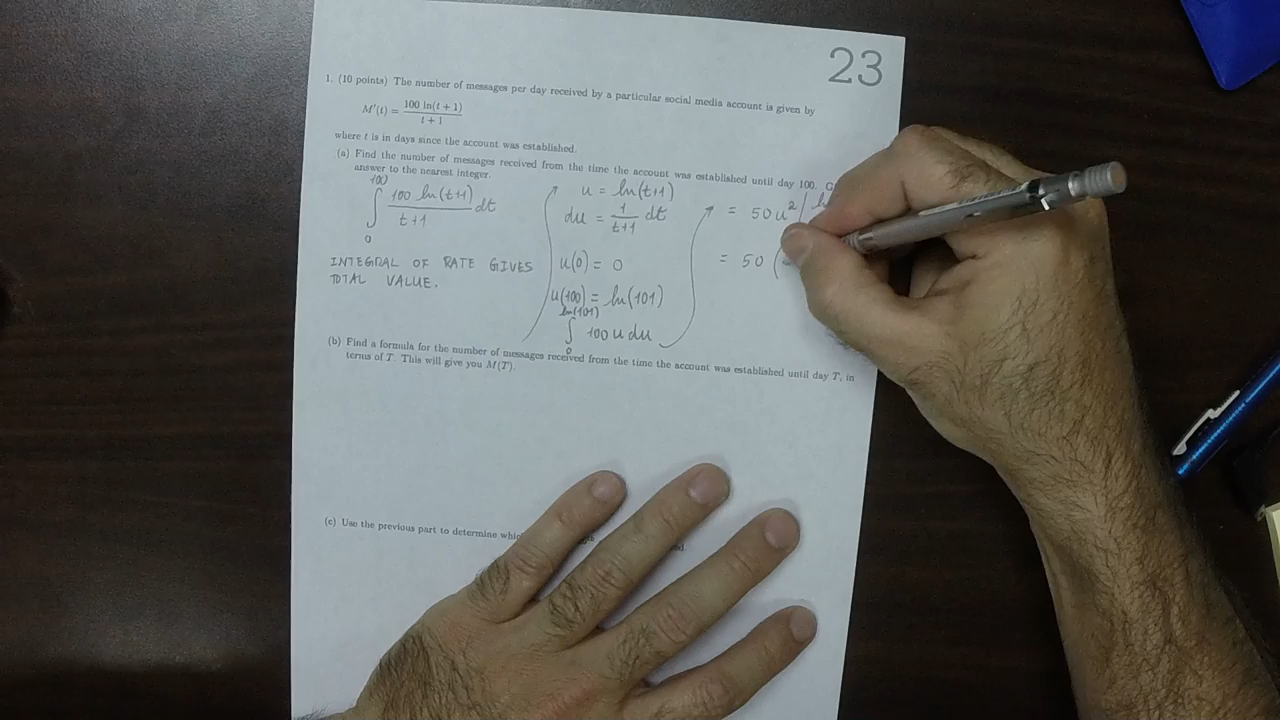 23
1. (10 points) The number of messages per day received by a particular social media account is given by
M'(t) = 100 ln(t + 1) / t + 1
where t is in days since the account was established.
(a) Find the number of messages received from the time the account was established until day 100.
answer to the nearest integer.
∫₀¹⁰⁰ 100 ln(t+1) / t+1 dt
INTEGRAL OF RATE GIVES
TOTAL VALUE.
u = ln(t+1)
du = 1/t+1 dt
u(0) = 0
u(100) = ln(101)
∫₀^ln(101) 100 u du
= 50 u² |
= 50 (
(b) Find a formula for the number of messages received from the time the account was established until day T, in
terms of T. This will give you M(T).
(c) Use the previous part to determine